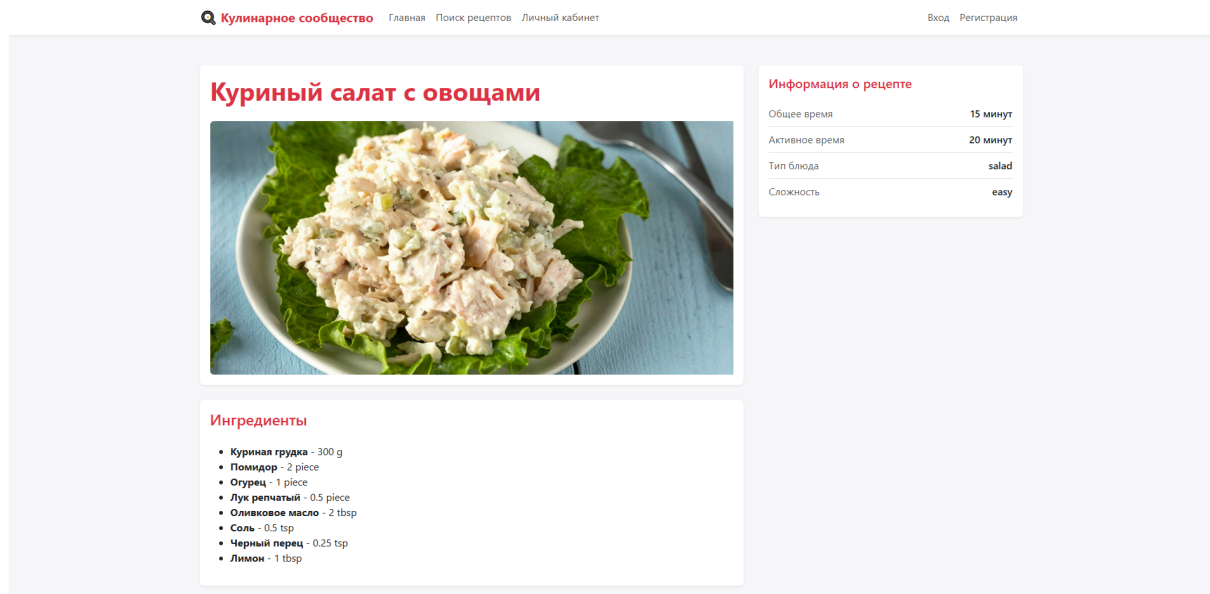 Кулинарное сообщество Главная Поиск рецептов Личный кабинет Вход Регистрация
Куриный салат с овощами
Информация о рецепте
Общее время 15 минут
Активное время 20 минут
Тип блюда salad
Сложность easy
Ингредиенты
Куриная грудка - 300 g
Помидор - 2 piece
Огурец - 1 piece
Лук репчатый - 0.5 piece
Оливковое масло - 2 tbsp
Соль - 0.5 tsp
Черный перец - 0.25 tsp
Лимон - 1 tbsp